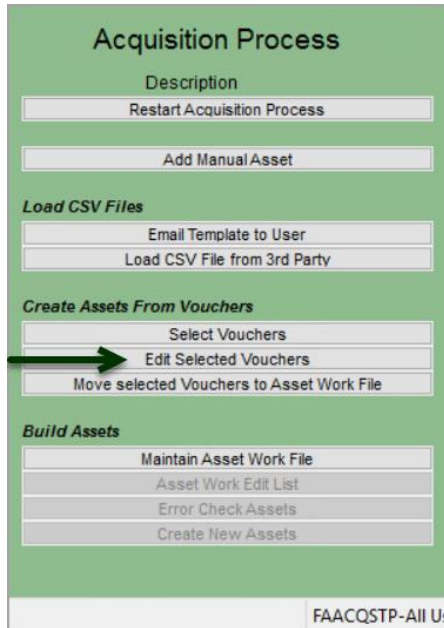 Acquisition Process
Description
Restart Acquisition Process
Add Manual Asset
Load CSV Files
Email Template to User
Load CSV File from 3rd Party
Create Assets From Vouchers
Select Vouchers
Edit Selected Vouchers
Move selected Vouchers to Asset Work File
Build Assets
Maintain Asset Work File
Asset Work Edit List
Error Check Assets
Create New Assets
FAACQSTP-All Us